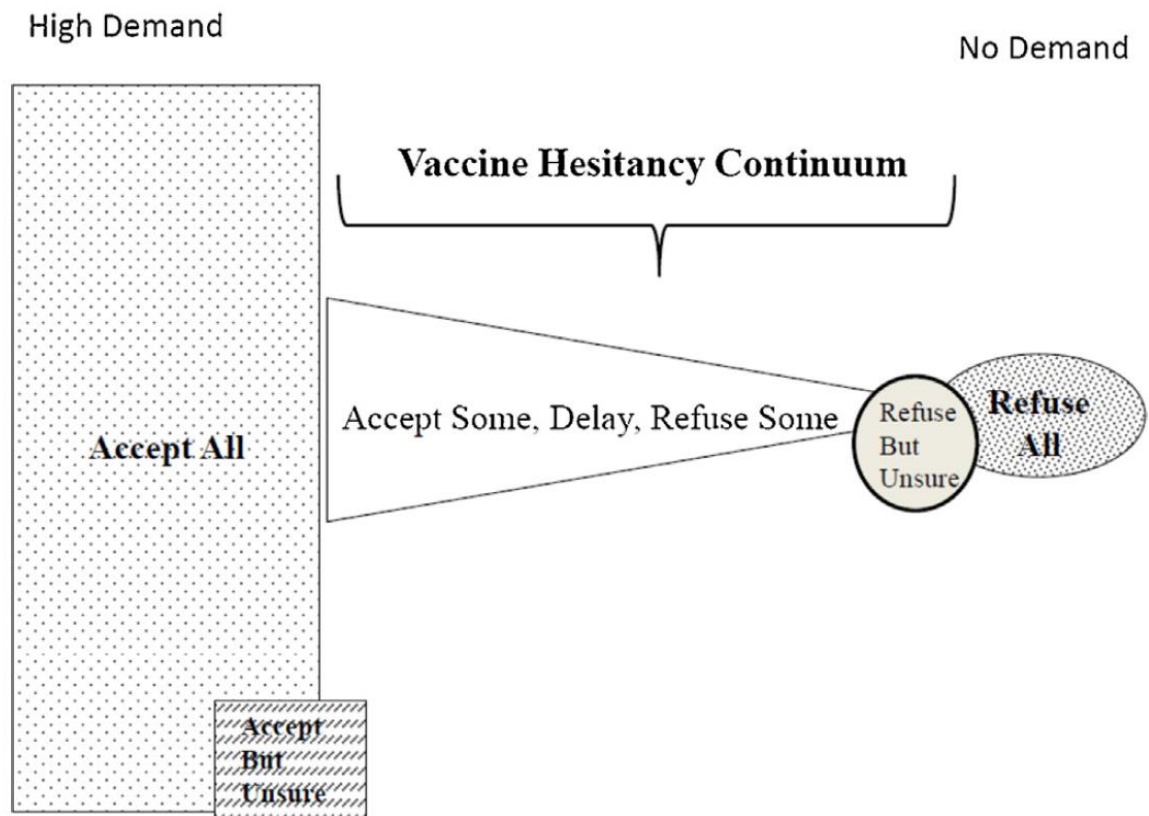 High Demand
No Demand
Vaccine Hesitancy Continuum
Accept All
Accept Some, Delay, Refuse Some
Refuse
But
Unsure
Refuse
All
Accept
But
Unsure